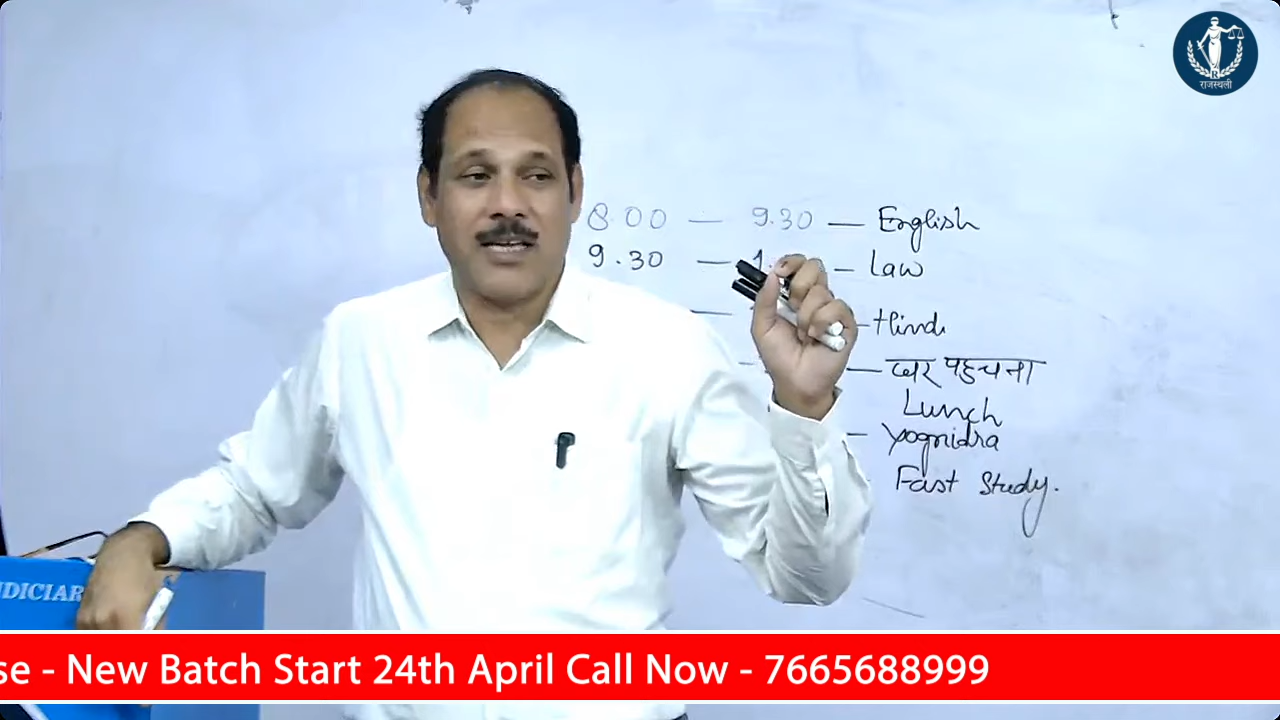 राजस्थली
8.00 — 9.30 — English
9.30 — — Law
— — Hindi
— घर पहुचना
Lunch
— Yognidra
Fast Study.
UDICIAR
se - New Batch Start 24th April Call Now - 7665688999